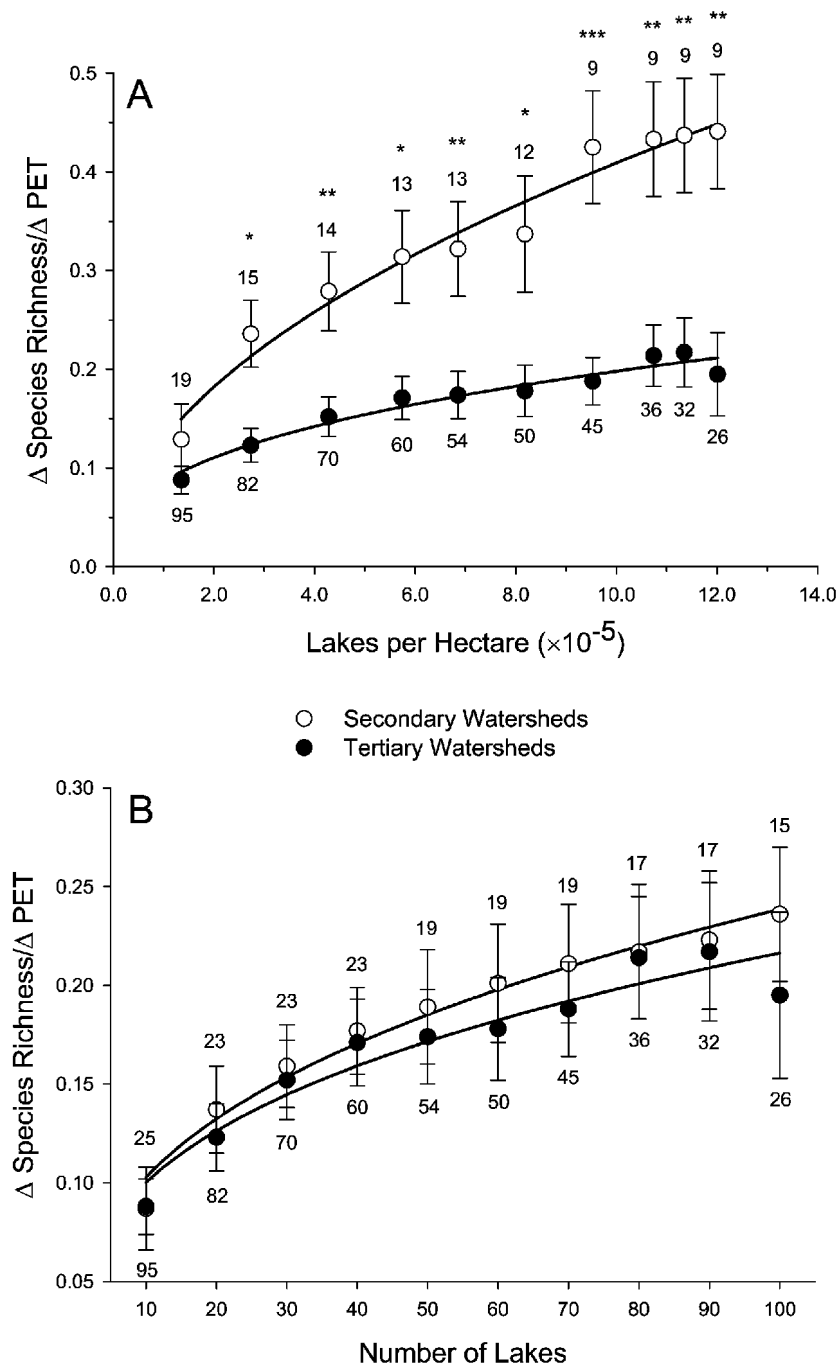 A
* ** * ** * *** ** ** **
19 15 14 13 13 12 9 9 9 9
95 82 70 60 54 50 45 36 32 26
0.5
0.4
0.3
0.2
0.1
0.0
Δ Species Richness/Δ PET
0.0 2.0 4.0 6.0 8.0 10.0 12.0 14.0
Lakes per Hectare (×10-5)
Secondary Watersheds
Tertiary Watersheds
B
25 23 23 23 19 19 19 17 17 15
95 82 70 60 54 50 45 36 32 26
0.30
0.25
0.20
0.15
0.10
0.05
Δ Species Richness/Δ PET
10 20 30 40 50 60 70 80 90 100
Number of Lakes